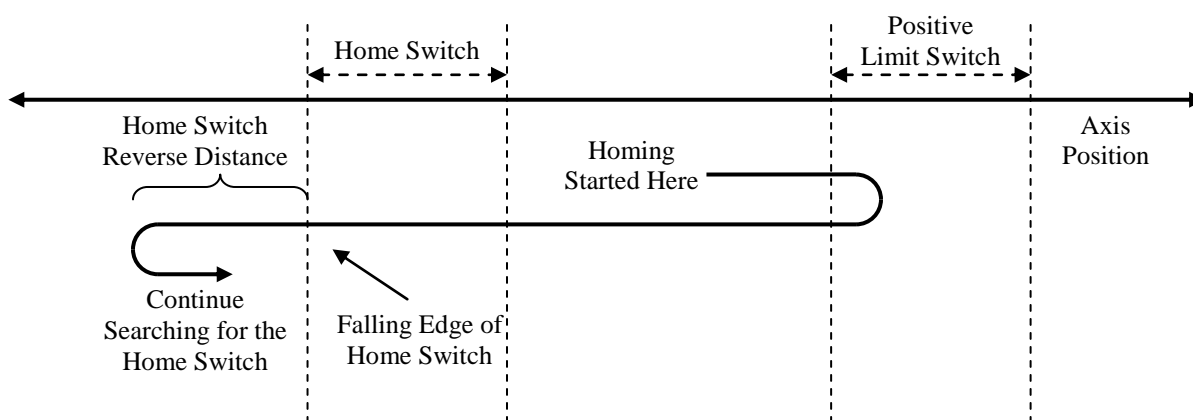 Home Switch
Positive
Limit Switch
Home Switch
Reverse Distance
Homing
Started Here
Axis
Position
Continue
Searching for the
Home Switch
Falling Edge of
Home Switch